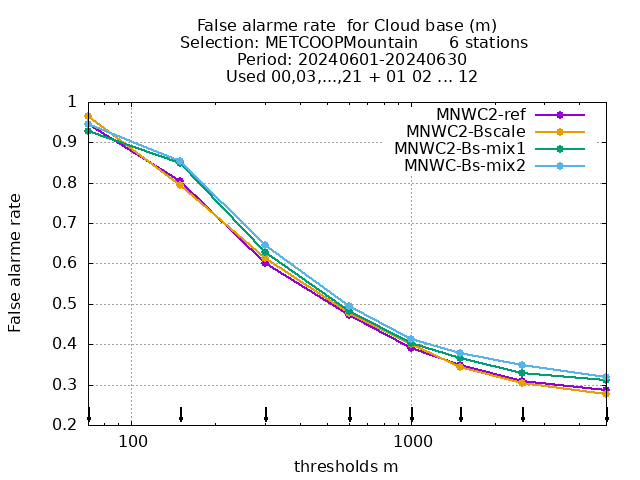 False alarme rate  for Cloud base (m)
Selection: METCOOPMountain      6 stations
Period: 20240601-20240630
Used 00,03,...,21 + 01 02 ... 12
MNWC2-ref
MNWC2-Bscale
MNWC2-Bs-mix1
MNWC-Bs-mix2
False alarme rate
1
0.9
0.8
0.7
0.6
0.5
0.4
0.3
0.2
100
1000
thresholds m